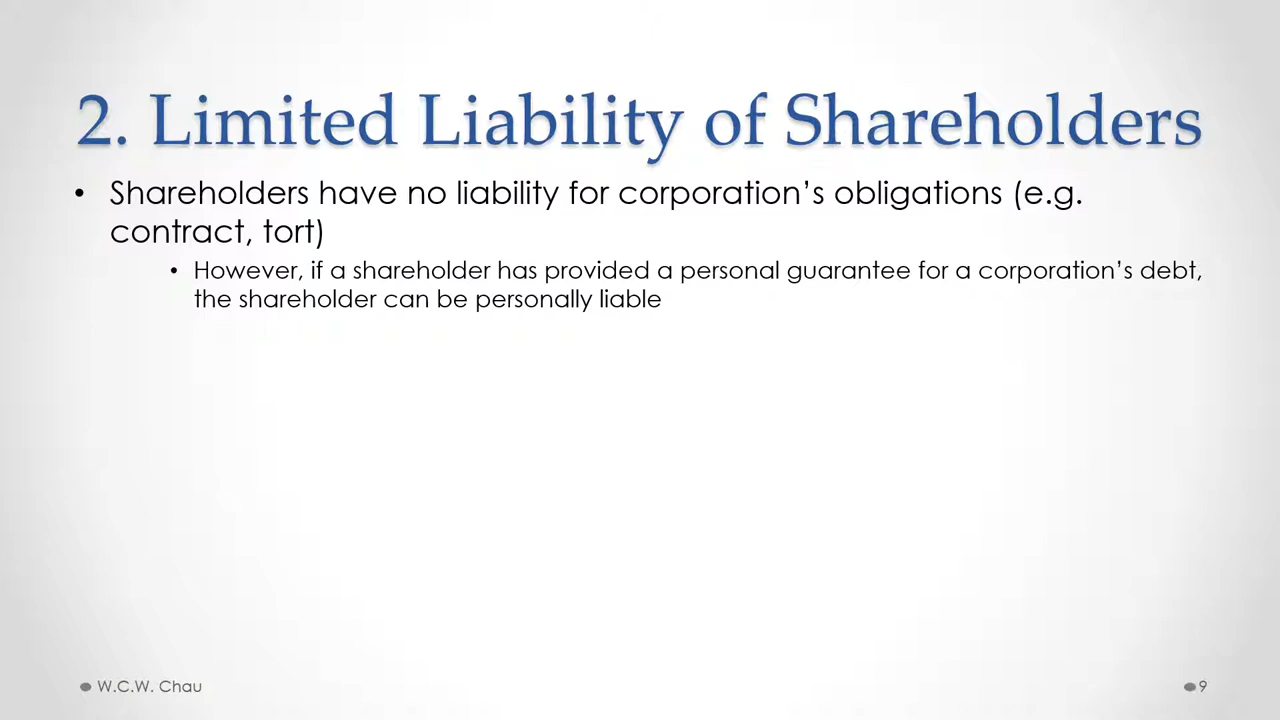 2. Limited Liability of Shareholders
• Shareholders have no liability for corporation’s obligations (e.g.
contract, tort)
• However, if a shareholder has provided a personal guarantee for a corporation’s debt,
the shareholder can be personally liable
W.C.W. Chau
9